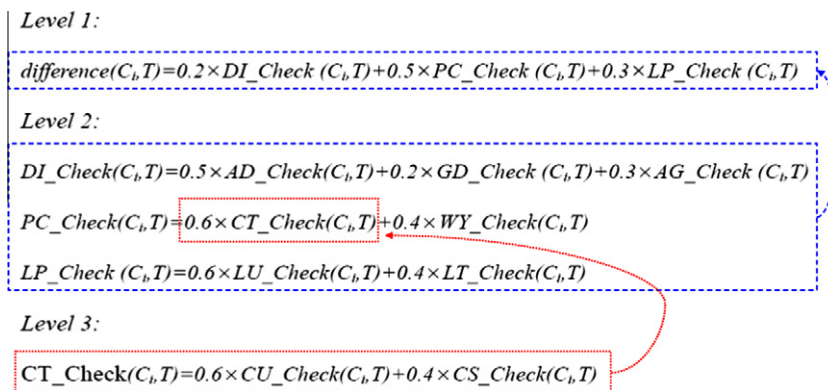 Level 1:
difference(Cᵢ,T)=0.2×DI_Check (Cᵢ,T)+0.5×PC_Check (Cᵢ,T)+0.3×LP_Check (Cᵢ,T)
Level 2:
DI_Check(Cᵢ,T)=0.5×AD_Check(Cᵢ,T)+0.2×GD_Check (Cᵢ,T)+0.3×AG_Check (Cᵢ,T)
PC_Check(Cᵢ,T)=0.6×CT_Check(Cᵢ,T)+0.4×WY_Check(Cᵢ,T)
LP_Check (Cᵢ,T)=0.6×LU_Check(Cᵢ,T)+0.4×LT_Check(Cᵢ,T)
Level 3:
CT_Check(Cᵢ,T)=0.6×CU_Check(Cᵢ,T)+0.4×CS_Check(Cᵢ,T)